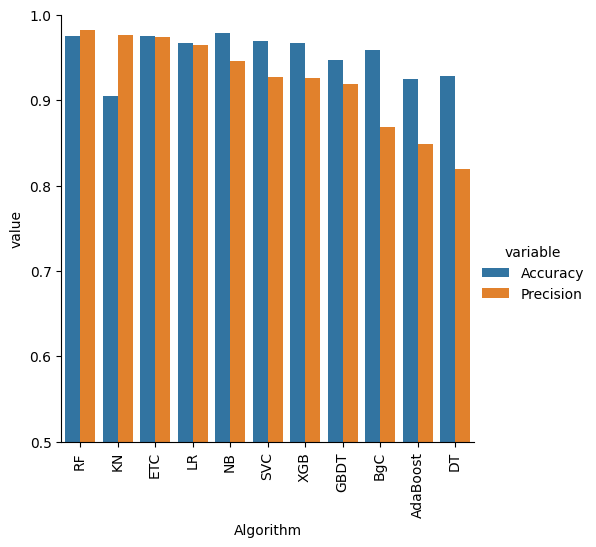 1.0
0.9
0.8
0.7
0.6
0.5
value
RF
KN
ETC
LR
NB
SVC
XGB
GBDT
BgC
AdaBoost
DT
Algorithm
variable
Accuracy
Precision